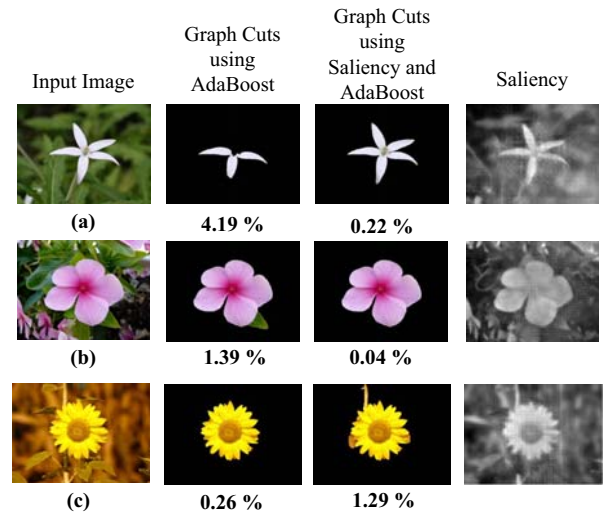 Input Image
Graph Cuts
using
AdaBoost
Graph Cuts
using
Saliency and
AdaBoost
Saliency
(a)
4.19 %
0.22 %
(b)
1.39 %
0.04 %
(c)
0.26 %
1.29 %